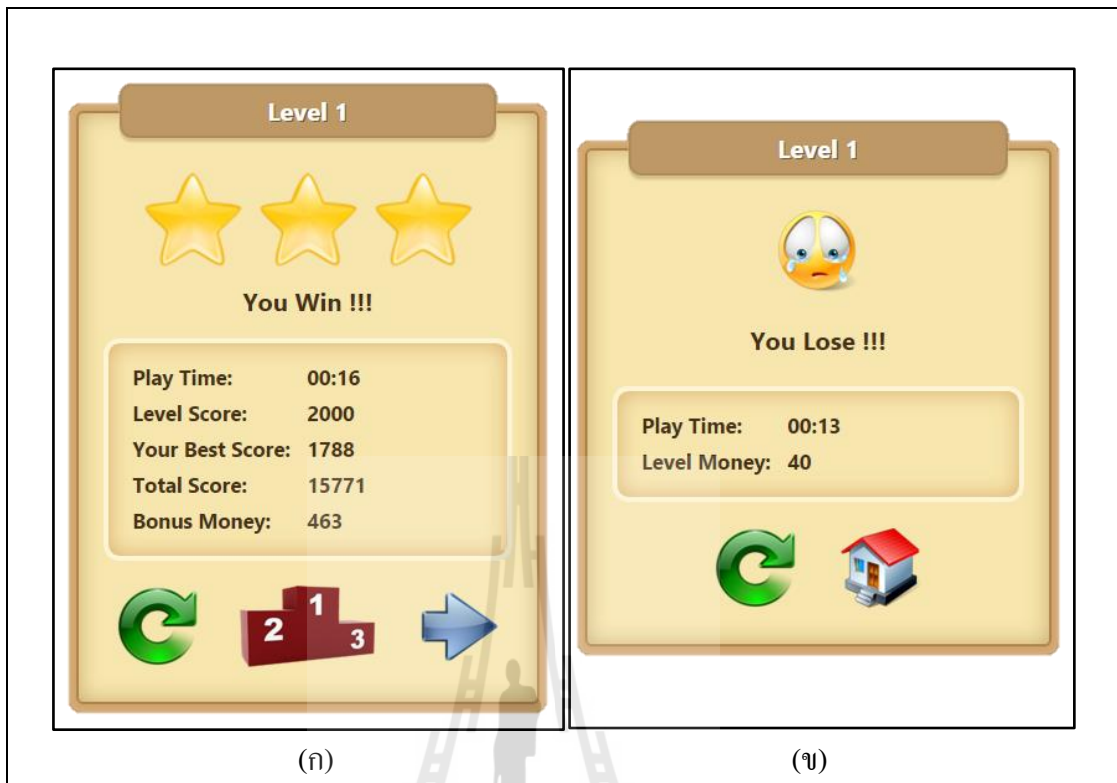 Level 1
You Win !!!
Play Time: 00:16
Level Score: 2000
Your Best Score: 1788
Total Score: 15771
Bonus Money: 463
2 1 3
(ก)
Level 1
You Lose !!!
Play Time: 00:13
Level Money: 40
(ข)